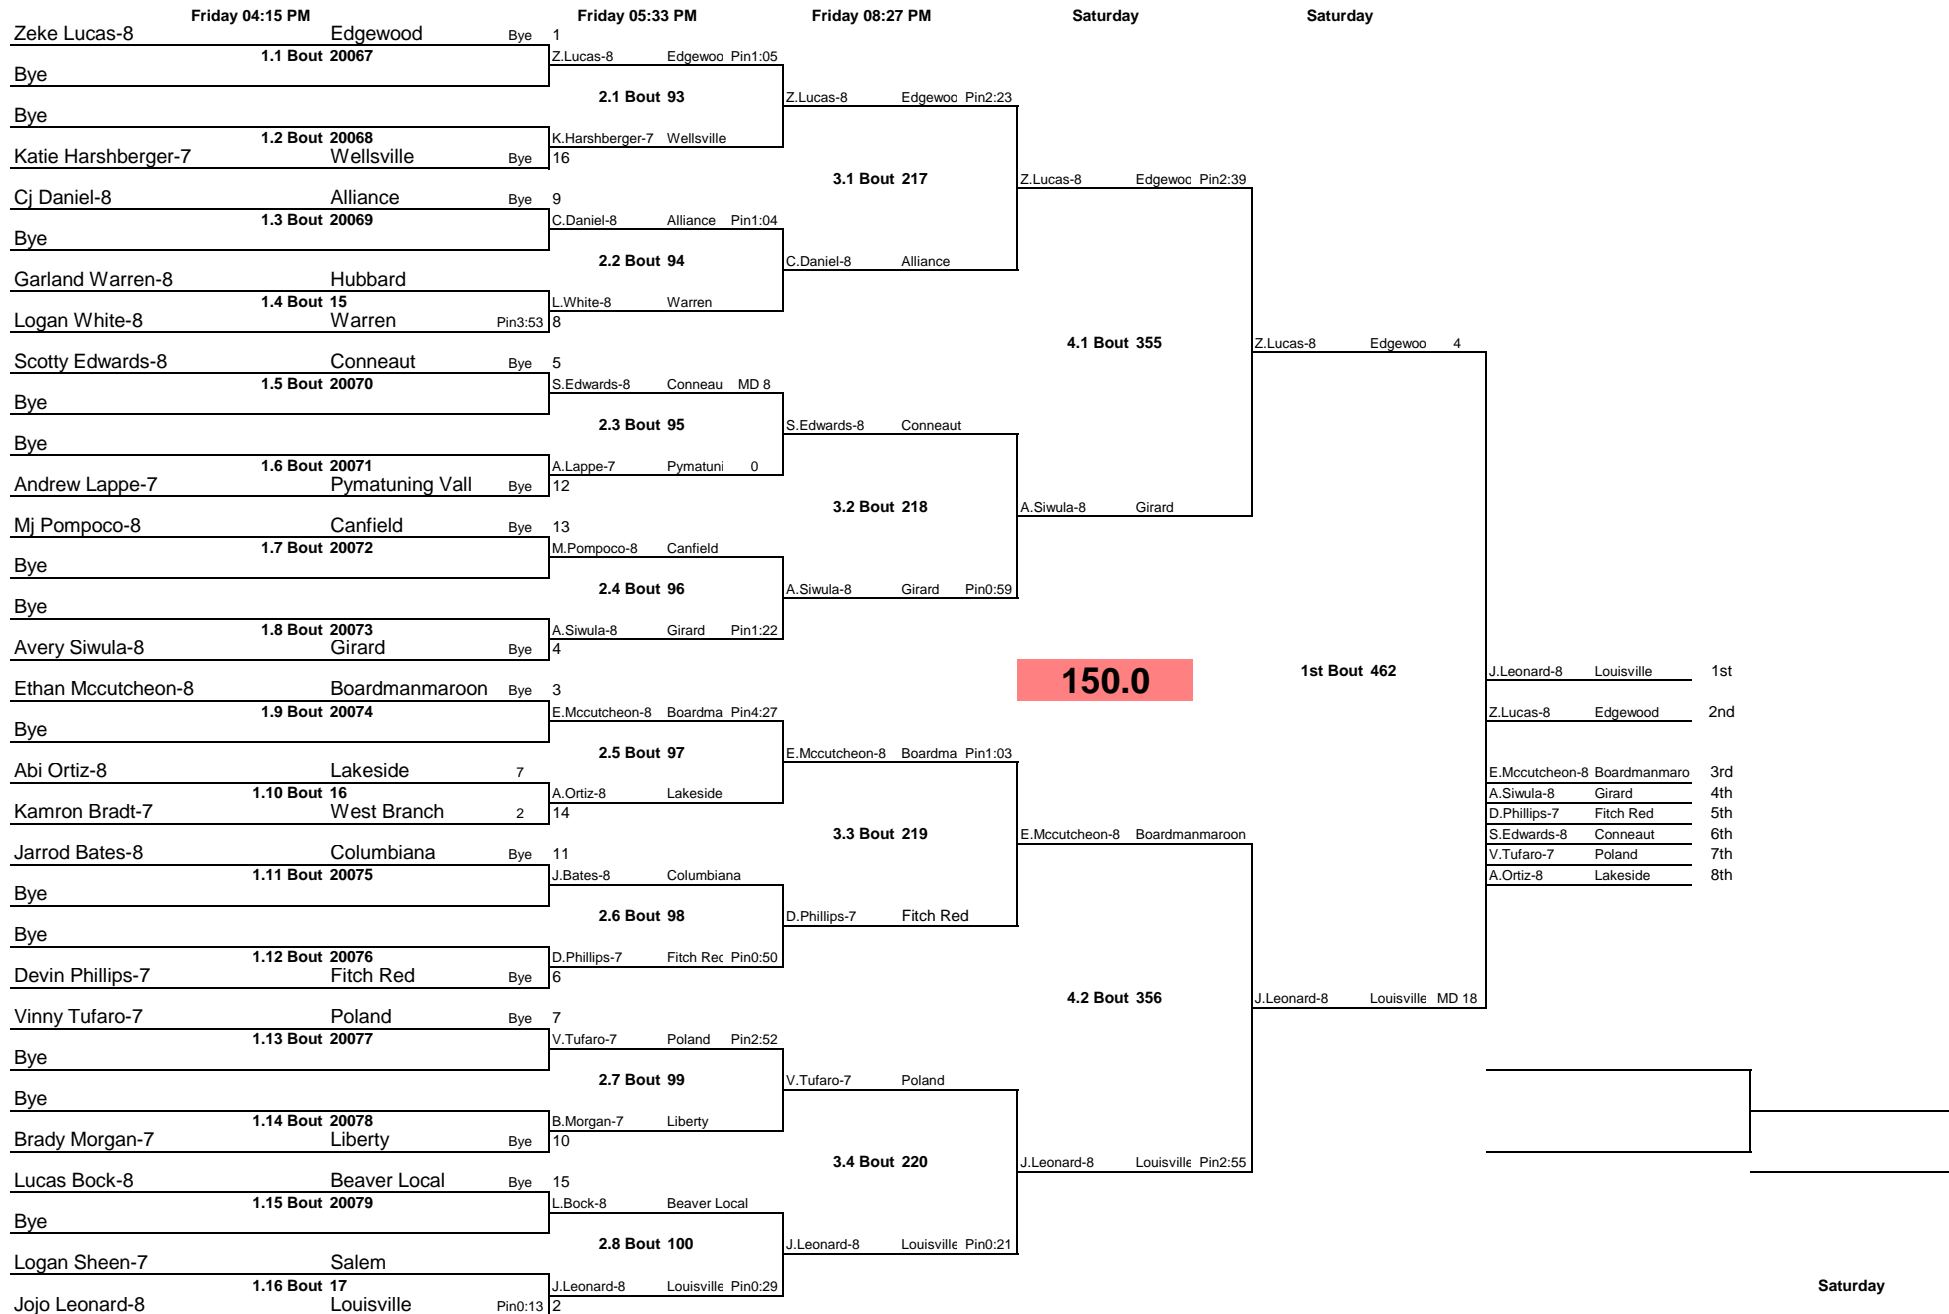 Friday 04:15 PM Friday 05:33 PM Friday 08:27 PM Saturday Saturday
Zeke Lucas-8 Edgewood Bye 1
1.1 Bout 20067 Z.Lucas-8 Edgewoo Pin1:05
Bye
2.1 Bout 93 Z.Lucas-8 Edgewoo Pin2:23
Bye
1.2 Bout 20068 K.Harshberger-7 Wellsville
Katie Harshberger-7 Wellsville Bye 16
3.1 Bout 217 Z.Lucas-8 Edgewoo Pin2:39
Cj Daniel-8 Alliance Bye 9
1.3 Bout 20069 C.Daniel-8 Alliance Pin1:04
Bye
2.2 Bout 94 C.Daniel-8 Alliance
Garland Warren-8 Hubbard
1.4 Bout 15 L.White-8 Warren
Logan White-8 Warren Pin3:53 8
4.1 Bout 355 Z.Lucas-8 Edgewoo 4
Scotty Edwards-8 Conneaut Bye 5
1.5 Bout 20070 S.Edwards-8 Conneau MD 8
Bye
2.3 Bout 95 S.Edwards-8 Conneaut
Bye
1.6 Bout 20071 A.Lappe-7 Pymatuni 0
Andrew Lappe-7 Pymatuning Vall Bye 12
3.2 Bout 218 A.Siwula-8 Girard
Mj Pompoco-8 Canfield Bye 13
1.7 Bout 20072 M.Pompoco-8 Canfield
Bye
2.4 Bout 96 A.Siwula-8 Girard Pin0:59
Bye
1.8 Bout 20073 A.Siwula-8 Girard Pin1:22
Avery Siwula-8 Girard Bye 4
150.0 1st Bout 462 J.Leonard-8 Louisville 1st
Ethan Mccutcheon-8 Boardmanmaroon Bye 3
1.9 Bout 20074 E.Mccutcheon-8 Boardma Pin4:27 Z.Lucas-8 Edgewood 2nd
Bye
2.5 Bout 97 E.Mccutcheon-8 Boardma Pin1:03
Abi Ortiz-8 Lakeside 7 E.Mccutcheon-8 Boardmanmaro 3rd
1.10 Bout 16 A.Ortiz-8 Lakeside A.Siwula-8 Girard 4th
Kamron Bradt-7 West Branch 2 14 D.Phillips-7 Fitch Red 5th
3.3 Bout 219 E.Mccutcheon-8 Boardmanmaroon S.Edwards-8 Conneaut 6th
Jarrod Bates-8 Columbiana Bye 11 V.Tufaro-7 Poland 7th
1.11 Bout 20075 J.Bates-8 Columbiana A.Ortiz-8 Lakeside 8th
Bye
2.6 Bout 98 D.Phillips-7 Fitch Red
Bye
1.12 Bout 20076 D.Phillips-7 Fitch Rec Pin0:50
Devin Phillips-7 Fitch Red Bye 6
4.2 Bout 356 J.Leonard-8 Louisville MD 18
Vinny Tufaro-7 Poland Bye 7
1.13 Bout 20077 V.Tufaro-7 Poland Pin2:52
Bye
2.7 Bout 99 V.Tufaro-7 Poland
Bye
1.14 Bout 20078 B.Morgan-7 Liberty
Brady Morgan-7 Liberty Bye 10
3.4 Bout 220 J.Leonard-8 Louisville Pin2:55
Lucas Bock-8 Beaver Local Bye 15
1.15 Bout 20079 L.Bock-8 Beaver Local
Bye
2.8 Bout 100 J.Leonard-8 Louisville Pin0:21
Logan Sheen-7 Salem
1.16 Bout 17 J.Leonard-8 Louisville Pin0:29 Saturday
Jojo Leonard-8 Louisville Pin0:13 2